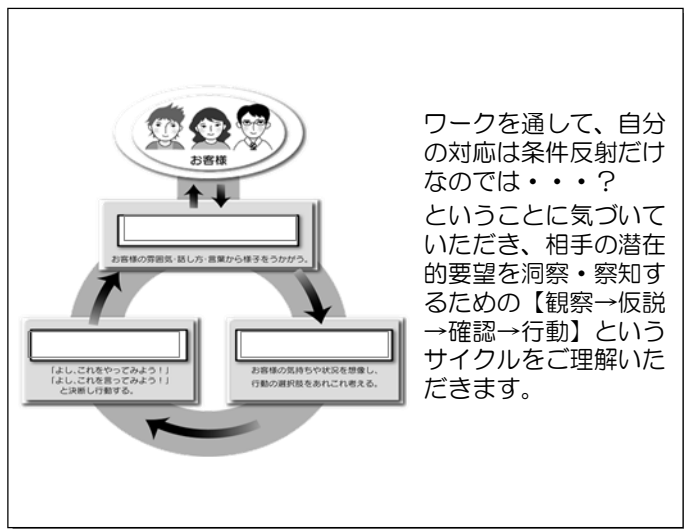 お客様
お客様の雰囲気・話し方・言葉から様子をうかがう。
「よし、これをやってみよう！」
「よし、これを言ってみよう！」
と決断し行動する。
お客様の気持ちや状況を想像し、
行動の選択肢をあれこれ考える。
ワークを通して、自分
の対応は条件反射だけ
なのでは・・・？
ということに気づいて
いただき、相手の潜在
的要望を洞察・察知す
るための【観察→仮説
→確認→行動】という
サイクルをご理解いた
だきます。